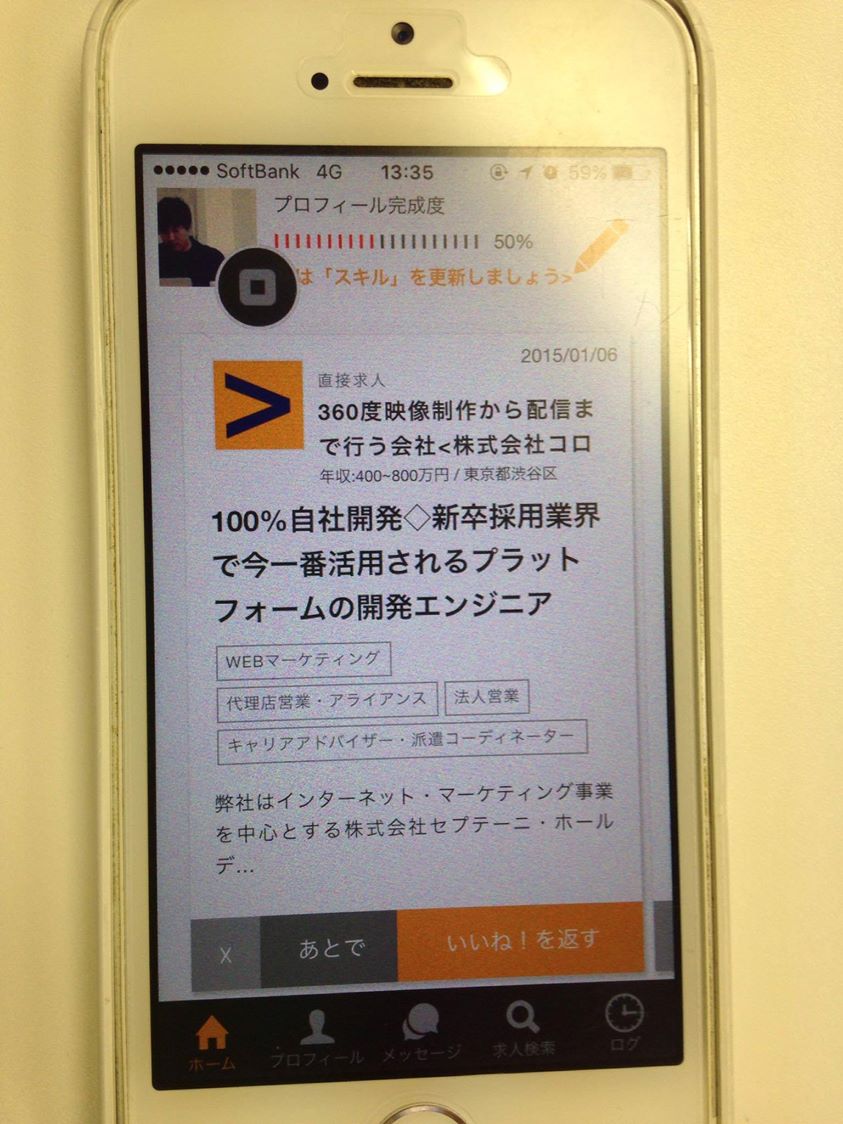 SoftBank 4G 13:35 59%
プロフィール完成度
50%
は「スキル」を更新しましょう>
2015/01/06
直接求人
360度映像制作から配信ま
で行う会社<株式会社コロ
年収:400~800万円 / 東京都渋谷区
100%自社開発◇新卒採用業界
で今一番活用されるプラット
フォームの開発エンジニア
WEBマーケティング
代理店営業・アライアンス 法人営業
キャリアアドバイザー・派遣コーディネーター
弊社はインターネット・マーケティング事業
を中心とする株式会社セプテーニ・ホール
デ...
X あとで いいね！を返す
ホーム プロフィール メッセージ 求人検索 ログ